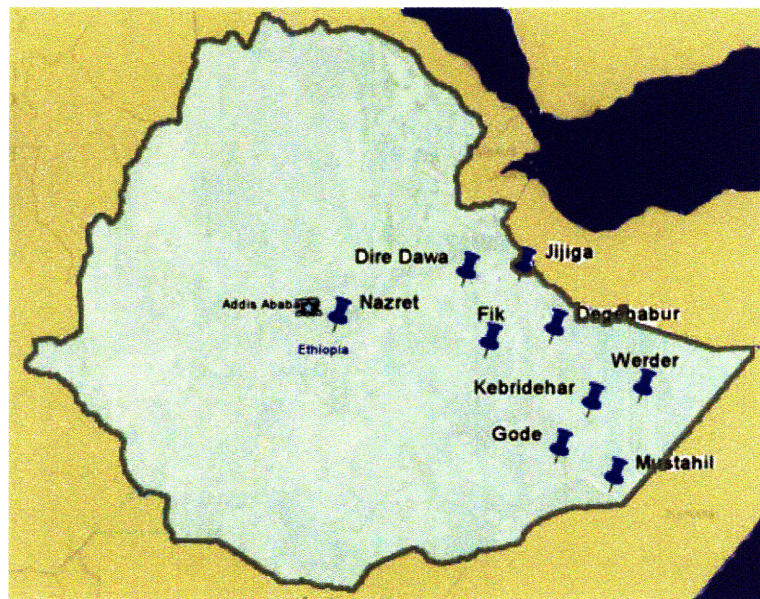 Dire Dawa
Jijiga
Addis Ababa
Nazret
Fik
Degehabur
Ethiopia
Werder
Kebridehar
Gode
Mustahil